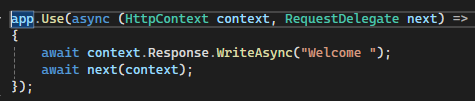 app.Use(async (HttpContext context, RequestDelegate next) =>
{
    await context.Response.WriteAsync("Welcome ");
    await next(context);
});